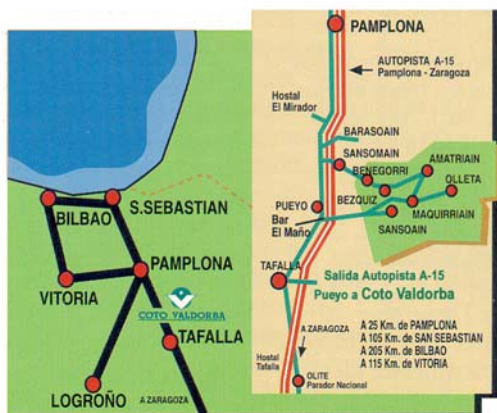 BILBAO
S.SEBASTIAN
VITORIA
PAMPLONA
COTO VALDORBA
TAFALLA
LOGROÑO
A ZARAGOZA
PAMPLONA
AUTOPISTA A-15
Pamplona - Zaragoza
Hostal
El Mirador
BARASOAIN
SANSOMAIN
BENEGORRI
AMATRIAIN
OLLETA
BEZQUIZ
MAQUIRRIAIN
SANSOAIN
PUEYO
Bar
El Maño
TAFALLA
Salida Autopista A-15
Pueyo a Coto Valdorba
A ZARAGOZA
A 25 Km. de PAMPLONA
A 105 Km. de SAN SEBASTIAN
A 205 Km. de BILBAO
A 115 Km. de VITORIA
Hostal
Tafalla
OLITE
Parador Nacional